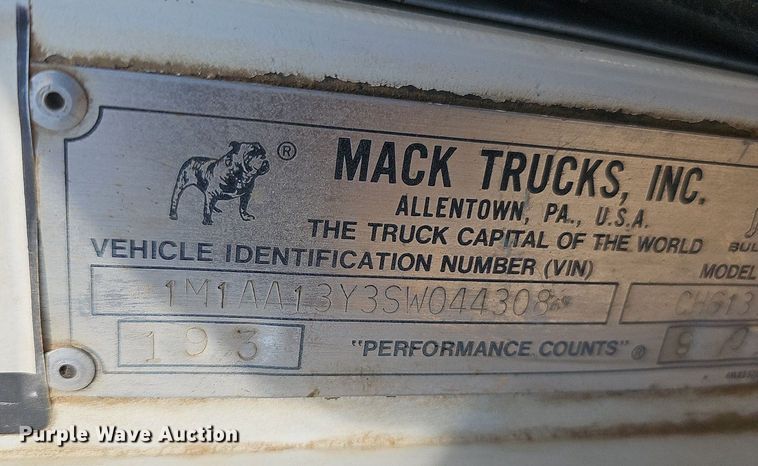 ® MACK TRUCKS, INC.
ALLENTOWN, PA., U.S.A.
THE TRUCK CAPITAL OF THE WORLD
VEHICLE IDENTIFICATION NUMBER (VIN) MODEL
1M1AA13Y3SW044308 CH613
193 "PERFORMANCE COUNTS"®
Purple Wave Auction